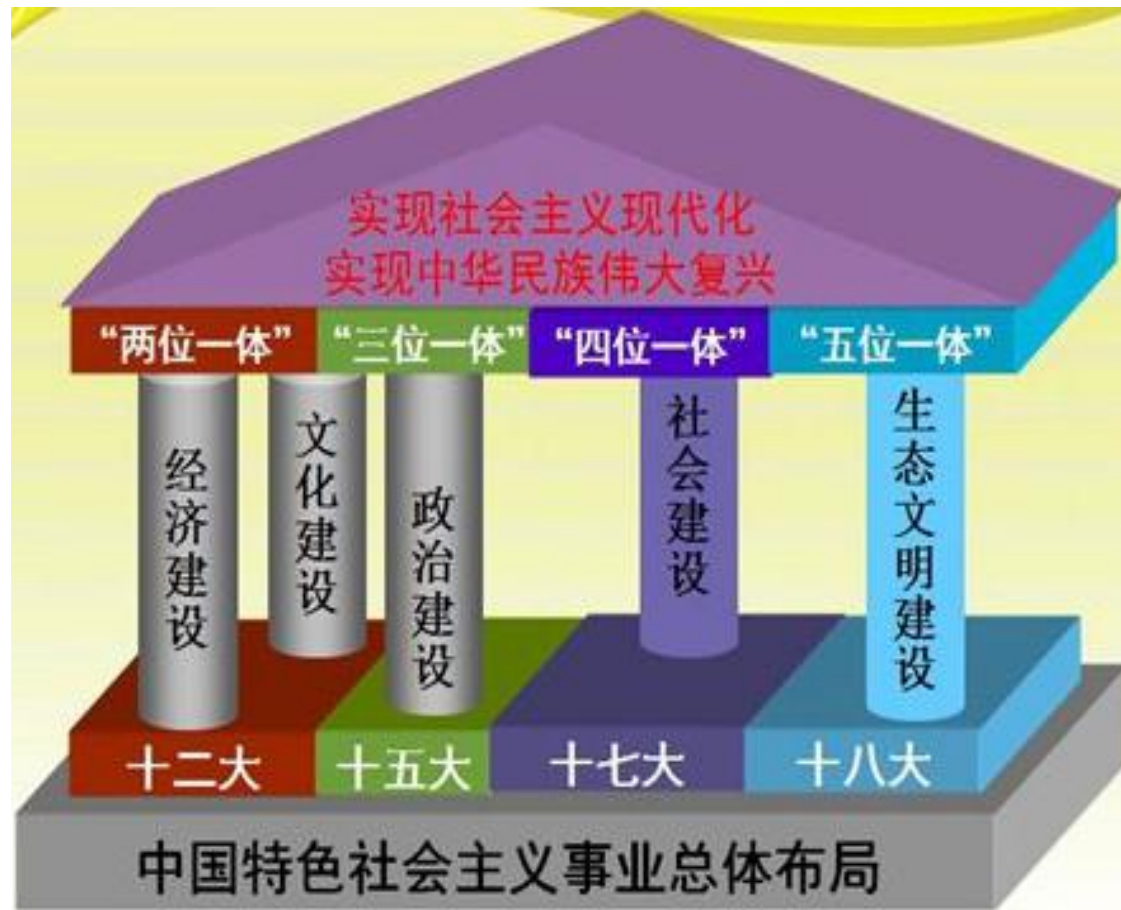 实现社会主义现代化
实现中华民族伟大复兴
“两位一体”
“三位一体”
“四位一体”
“五位一体”
经济建设
文化建设
政治建设
社会建设
生态文明建设
十二大
十五大
十七大
十八大
中国特色社会主义事业总体布局